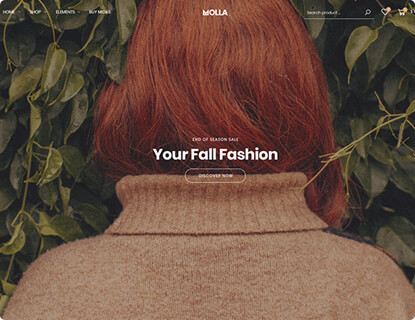 HOME SHOP ELEMENTS BUY MOLLA
MOLLA
Search product ...
END OF SEASON SALE
Your Fall Fashion
DISCOVER NOW